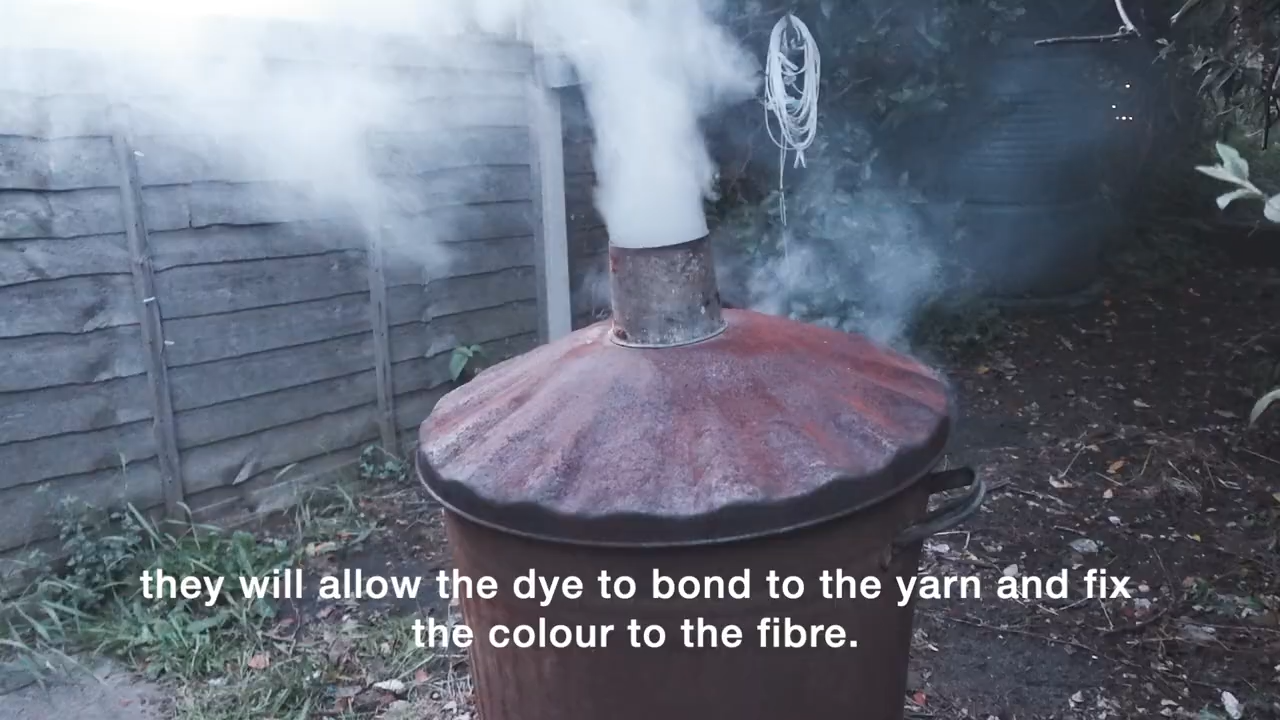 they will allow the dye to bond to the yarn and fix
the colour to the fibre.